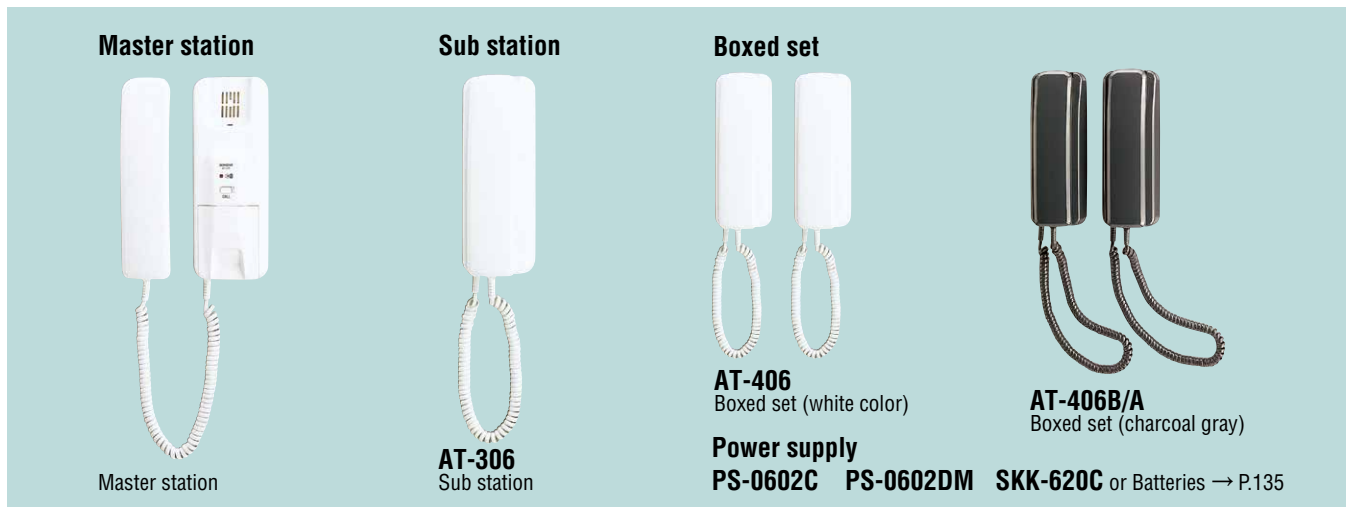 Master station
Sub station
Boxed set
CALL
Master station
AT-306
Sub station
AT-406
Boxed set (white color)
AT-406B/A
Boxed set (charcoal gray)
Power supply
PS-0602C PS-0602DM SKK-620C or Batteries → P.135